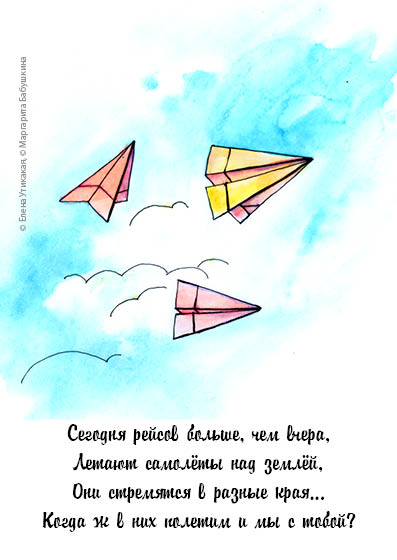 © Елена Утикакая, © Маргарита Бабушкина
Сегодня рейсов больше, чем вчера,
Летают самолёты над землёй,
Они стремятся в разные края...
Когда ж в них полетим и мы с тобой?